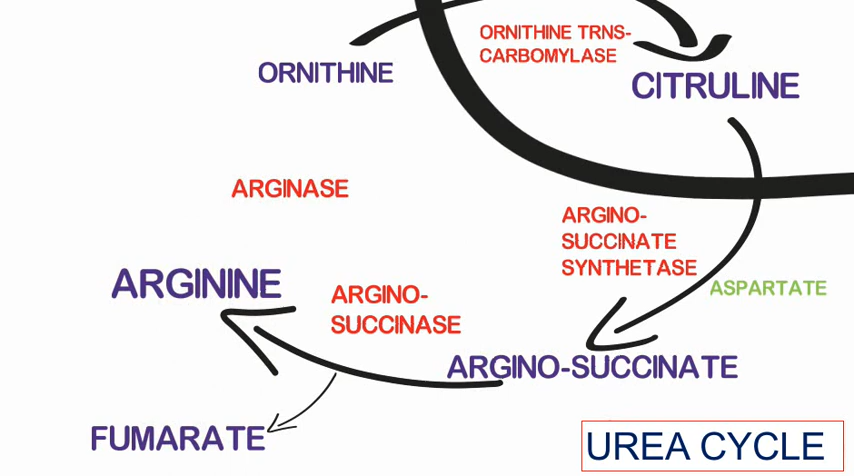 ORNITHINE TRNS-
CARBOMYLASE
ORNITHINE
CITRULINE
ARGINASE
ARGINO-
SUCCINATE
SYNTHETASE
ASPARTATE
ARGININE
ARGINO-
SUCCINASE
ARGINO-SUCCINATE
FUMARATE
UREA CYCLE